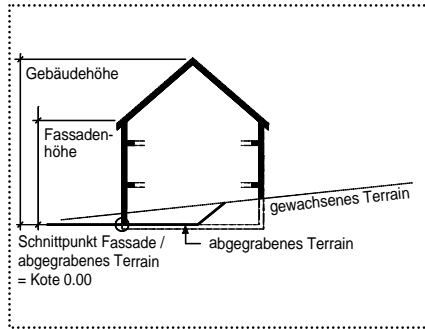 Gebäudehöhe
Fassaden-
höhe
gewachsenes Terrain
Schnittpunkt Fassade /
abgegrabenes Terrain
= Kote 0.00
abgegrabenes Terrain